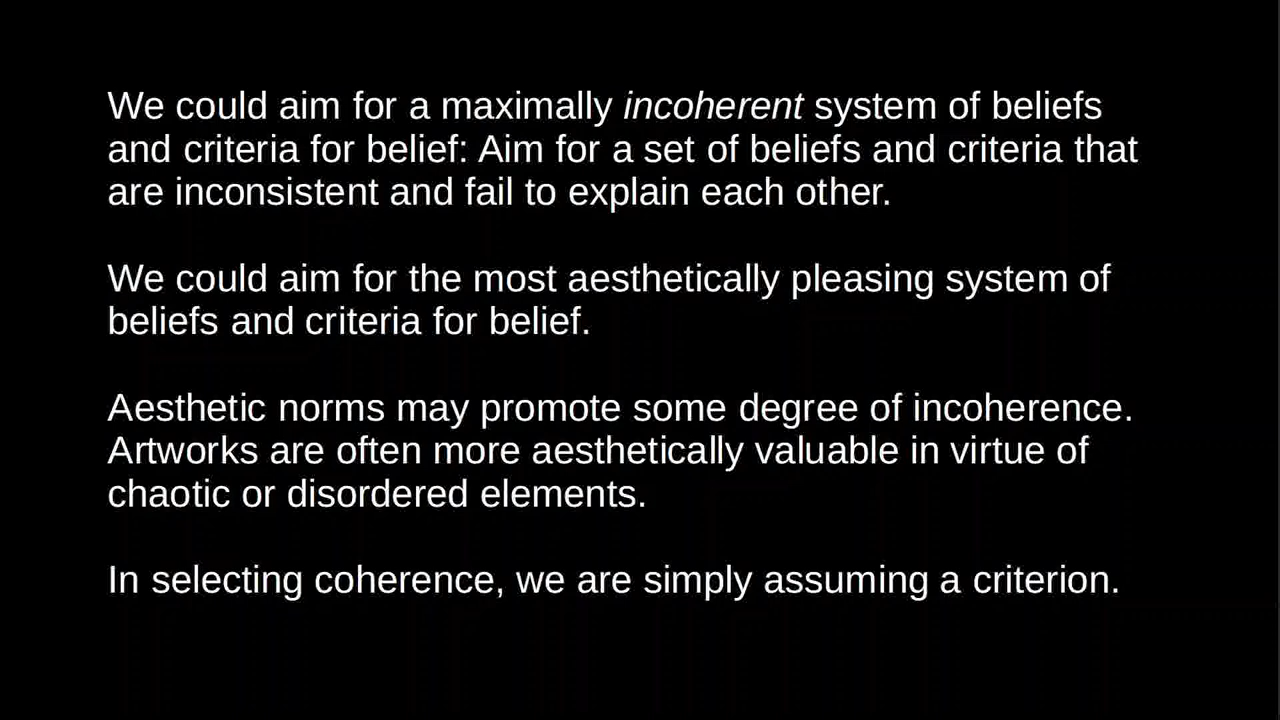 We could aim for a maximally incoherent system of beliefs
and criteria for belief: Aim for a set of beliefs and criteria that
are inconsistent and fail to explain each other.
We could aim for the most aesthetically pleasing system of
beliefs and criteria for belief.
Aesthetic norms may promote some degree of incoherence.
Artworks are often more aesthetically valuable in virtue of
chaotic or disordered elements.
In selecting coherence, we are simply assuming a criterion.